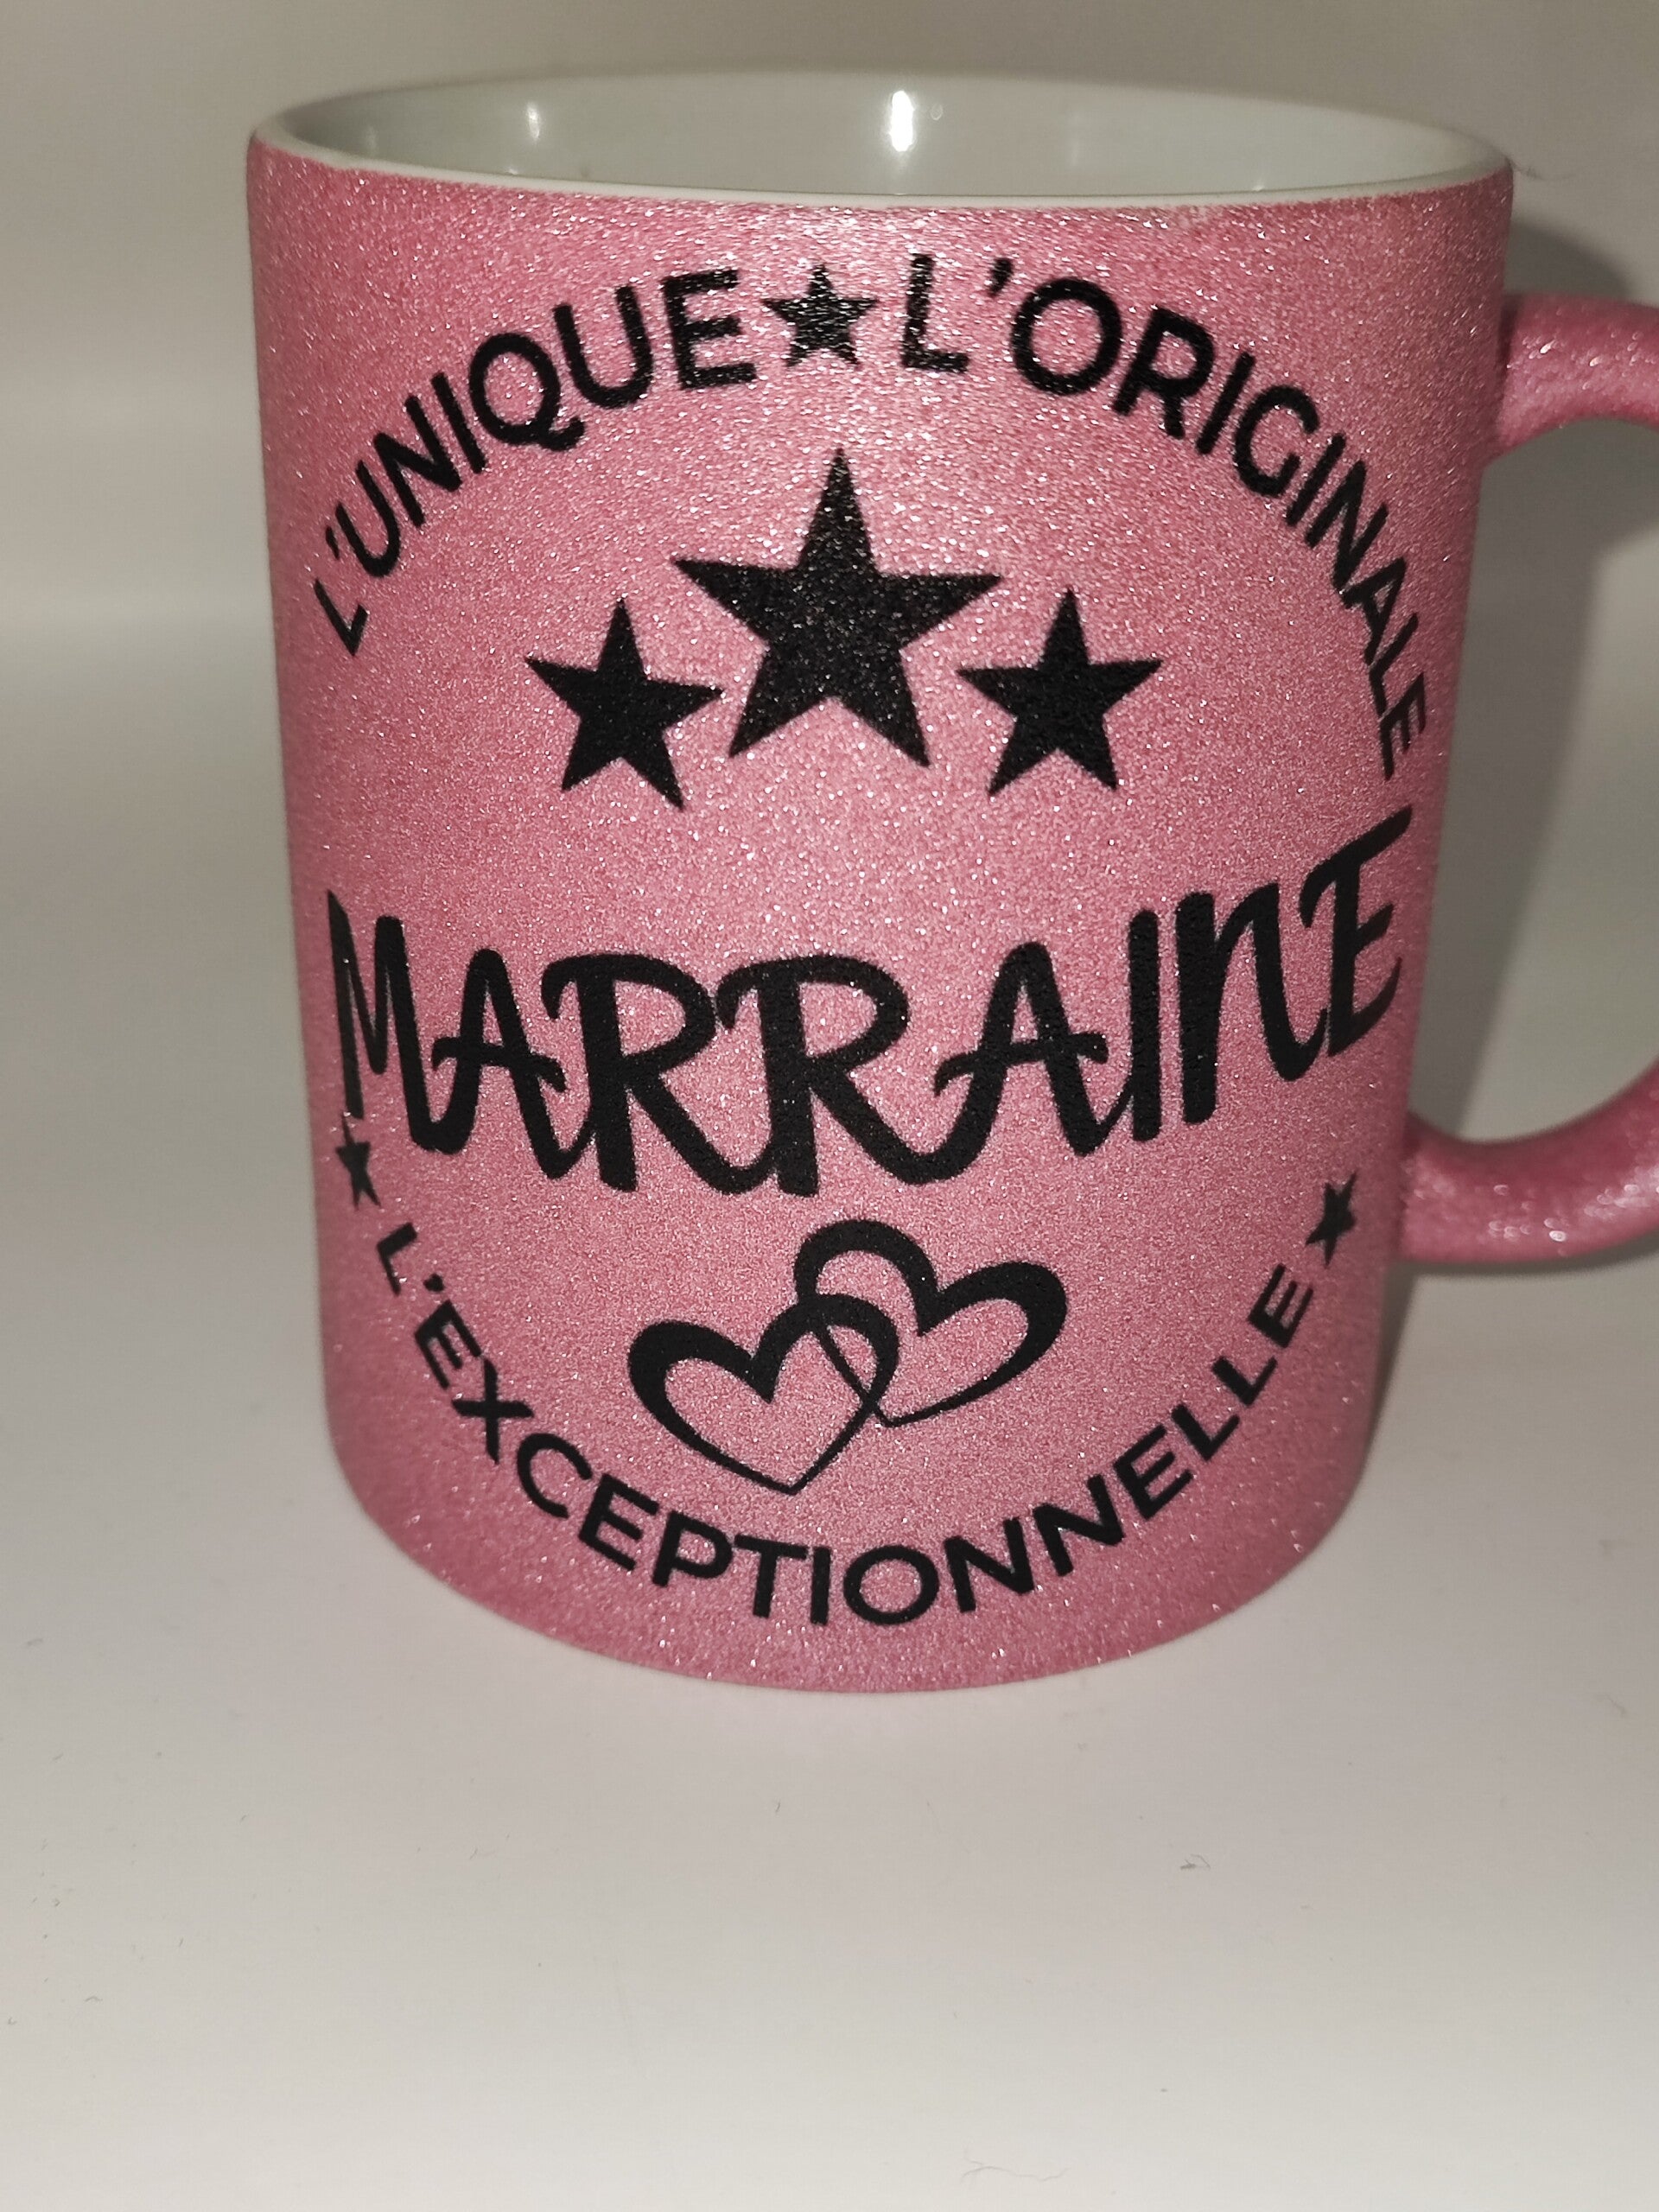 L'UNIQUE★L'ORIGINALE
MARRAINE
★ L'EXCEPTIONNELLE ★